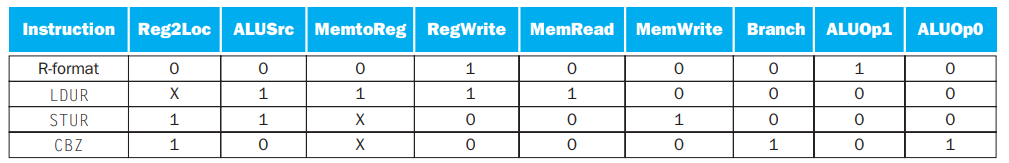 Instruction Reg2Loc ALUSrc MemtoReg RegWrite MemRead MemWrite Branch ALUOp1 ALUOp0
R-format 0 0 0 1 0 0 0 1 0
LDUR X 1 1 1 1 0 0 0 0
STUR 1 1 X 0 0 1 0 0 0
CBZ 1 0 X 0 0 0 1 0 1